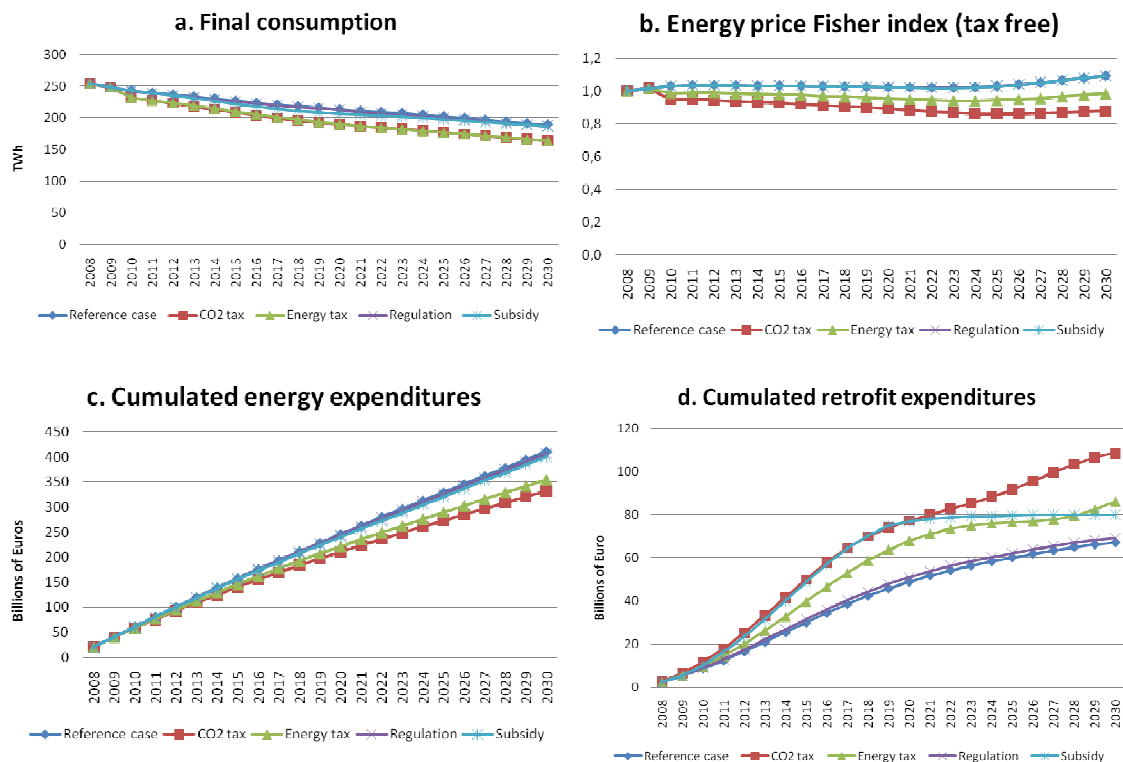 a. Final consumption
TWh
300
250
200
150
100
50
0
2008 2009 2010 2011 2012 2013 2014 2015 2016 2017 2018 2019 2020 2021 2022 2023 2024 2025 2026 2027 2028 2029 2030
Reference case CO2 tax Energy tax Regulation Subsidy
b. Energy price Fisher index (tax free)
1,2
1,0
0,8
0,6
0,4
0,2
0,0
2008 2009 2010 2011 2012 2013 2014 2015 2016 2017 2018 2019 2020 2021 2022 2023 2024 2025 2026 2027 2028 2029 2030
Reference case CO2 tax Energy tax Regulation Subsidy
c. Cumulated energy expenditures
Billions of Euros
450
400
350
300
250
200
150
100
50
0
2008 2009 2010 2011 2012 2013 2014 2015 2016 2017 2018 2019 2020 2021 2022 2023 2024 2025 2026 2027 2028 2029 2030
Reference case CO2 tax Energy tax Regulation Subsidy
d. Cumulated retrofit expenditures
Billions of Euro
120
100
80
60
40
20
0
2008 2009 2010 2011 2012 2013 2014 2015 2016 2017 2018 2019 2020 2021 2022 2023 2024 2025 2026 2027 2028 2029 2030
Reference case CO2 tax Energy tax Regulation Subsidy